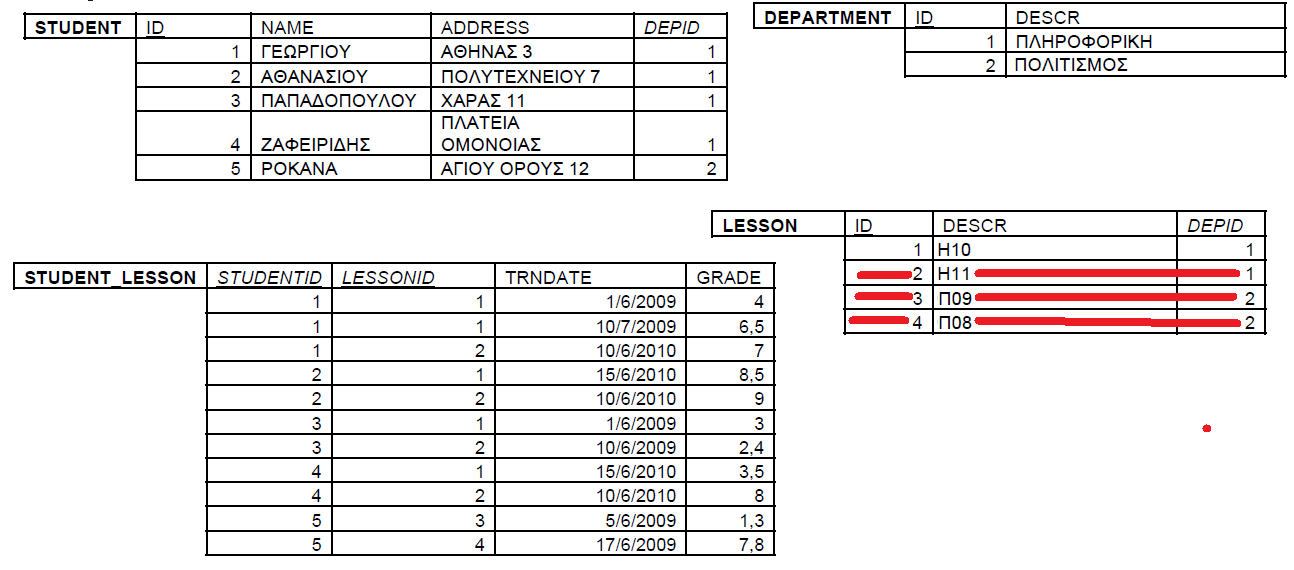 STUDENT ID NAME ADDRESS DEPID
1 ΓΕΩΡΓΙΟΥ ΑΘΗΝΑΣ 3 1
2 ΑΘΑΝΑΣΙΟΥ ΠΟΛΥΤΕΧΝΕΙΟΥ 7 1
3 ΠΑΠΑΔΟΠΟΥΛΟΥ ΧΑΡΑΣ 11 1
ΠΛΑΤΕΙΑ
4 ΖΑΦΕΙΡΙΔΗΣ ΟΜΟΝΟΙΑΣ 1
5 ΡΟΚΑΝΑ ΑΓΙΟΥ ΟΡΟΥΣ 12 2
DEPARTMENT ID DESCR
1 ΠΛΗΡΟΦΟΡΙΚΗ
2 ΠΟΛΙΤΙΣΜΟΣ
LESSON ID DESCR DEPID
1 Η10 1
2 Η11 1
3 Π09 2
4 Π08 2
STUDENT_LESSON STUDENTID LESSONID TRNDATE GRADE
1 1 1/6/2009 4
1 1 10/7/2009 6,5
1 2 10/6/2010 7
2 1 15/6/2010 8,5
2 2 10/6/2010 9
3 1 1/6/2009 3
3 2 10/6/2009 2,4
4 1 15/6/2010 3,5
4 2 10/6/2010 8
5 3 5/6/2009 1,3
5 4 17/6/2009 7,8